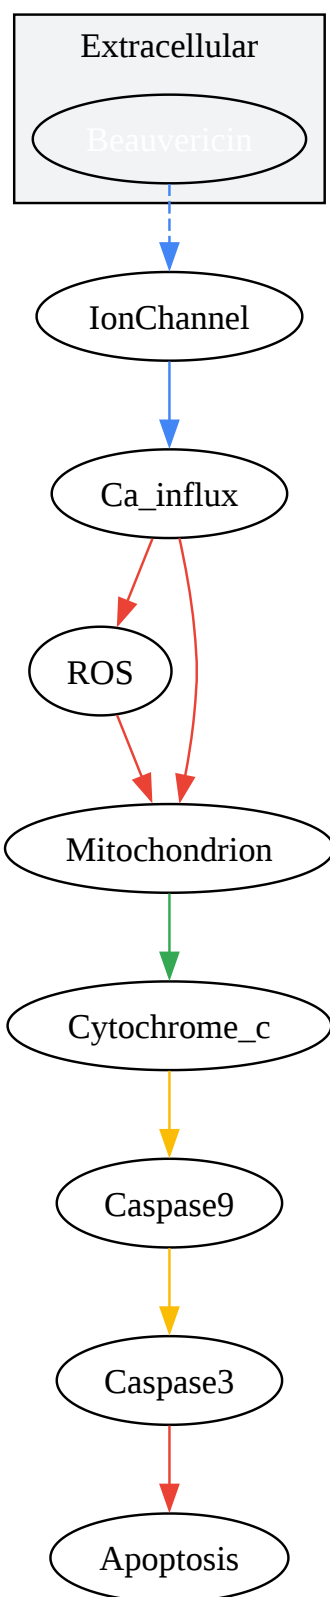 Extracellular
Beauvericin
IonChannel
Ca_influx
ROS
Mitochondrion
Cytochrome_c
Caspase9
Caspase3
Apoptosis